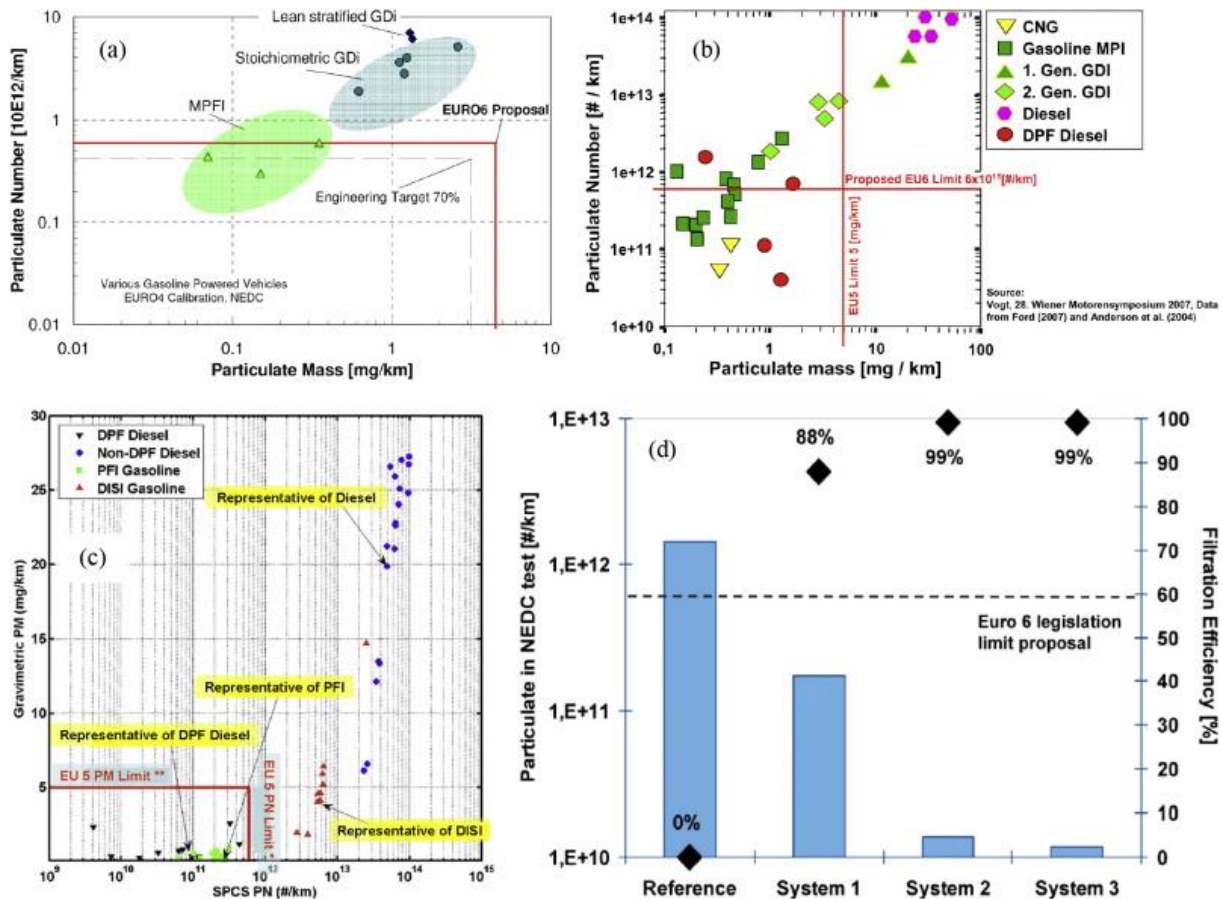 (a)
Particulate Number [10E12/km]
10
1
0.1
0.01
Lean stratified GDi
Stoichiometric GDi
MPFI
EURO6 Proposal
Engineering Target 70%
Various Gasoline Powered Vehicles
EURO4 Calibration, NEDC
0.01
0.1
1
10
Particulate Mass [mg/km]
(b)
Particulate Number [# / km]
1e+14
1e+13
1e+12
1e+11
1e+10
Proposed EU6 Limit 6x10¹¹[#/km]
EU5 Limit 5 [mg/km]
0,1
1
10
100
Particulate mass [mg / km]
CNG
Gasoline MPI
1. Gen. GDI
2. Gen. GDI
Diesel
DPF Diesel
Source:
Vogt, 28. Wiener Motorensymposium 2007, Data
from Ford (2007) and Anderson et al. (2004)
(c)
Gravimetric PM (mg/km)
30
25
20
15
10
5
DPF Diesel
Non-DPF Diesel
PFI Gasoline
DISI Gasoline
Representative of Diesel
Representative of PFI
Representative of DPF Diesel
EU 5 PM Limit **
EU 5 PN Limit *
Representative of DISI
10⁹
10¹⁰
10¹¹
10¹²
10¹³
10¹⁴
10¹⁵
SPCS PN (#/km)
(d)
Particulate in NEDC test [#/km]
1,E+13
1,E+12
1,E+11
1,E+10
0%
88%
99%
99%
Euro 6 legislation
limit proposal
100
90
80
70
60
50
40
30
20
10
0
Filtration Efficiency [%]
Reference
System 1
System 2
System 3